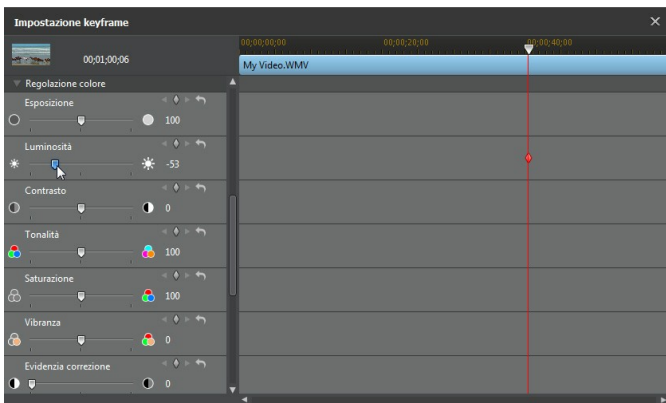 Impostazione keyframe
00;01;00;06
00;00;00;00 00;00;20;00 00;00;40;00
My Video.WMV
Regolazione colore
Esposizione
100
Luminosità
-53
Contrasto
0
Tonalità
100
Saturazione
100
Vibranza
0
Evidenzia correzione
0